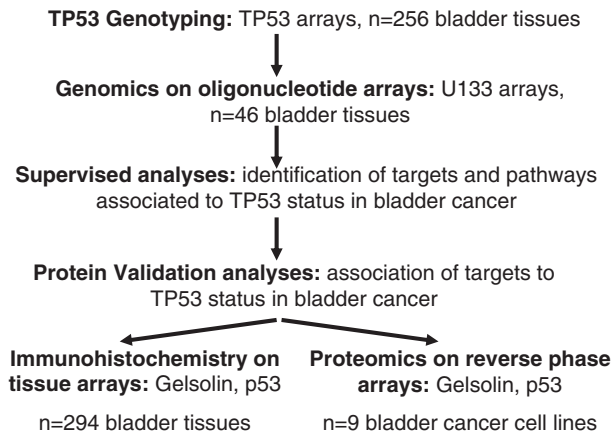 TP53 Genotyping: TP53 arrays, n=256 bladder tissues
Genomics on oligonucleotide arrays: U133 arrays,
n=46 bladder tissues
Supervised analyses: identification of targets and pathways
associated to TP53 status in bladder cancer
Protein Validation analyses: association of targets to
TP53 status in bladder cancer
Immunohistochemistry on
tissue arrays: Gelsolin, p53
n=294 bladder tissues
Proteomics on reverse phase
arrays: Gelsolin, p53
n=9 bladder cancer cell lines